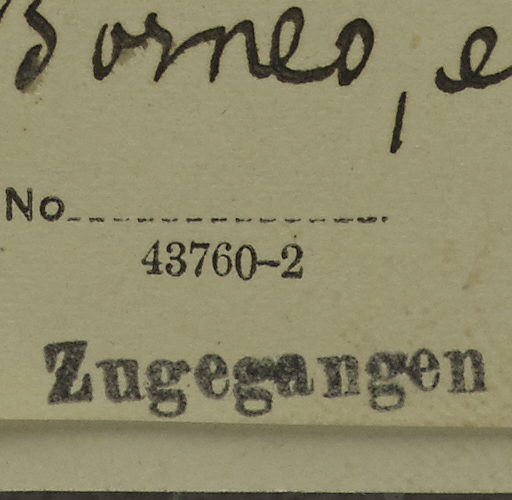 Borneo, e
No
43760-2
Zugegangen